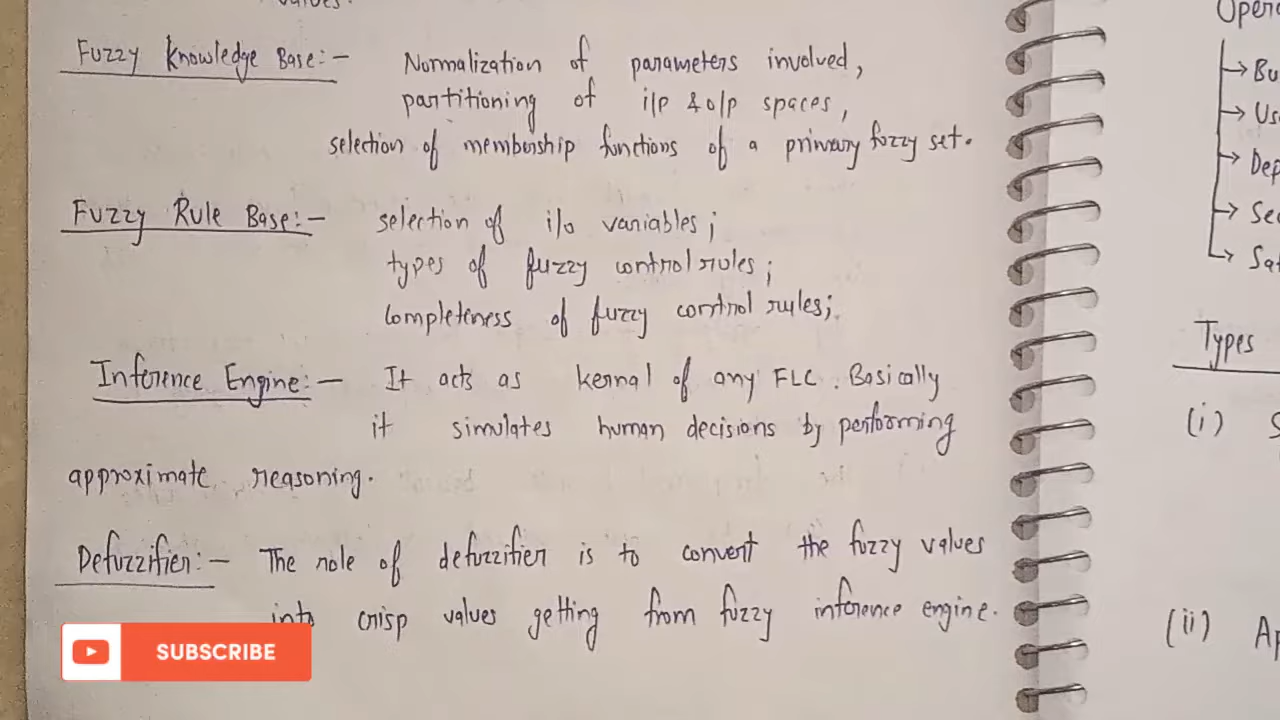 values.
Fuzzy Knowledge Base:- Normalization of parameters involved,
partitioning of i/p & o/p spaces,
selection of membership functions of a primary fuzzy set.
Fuzzy Rule Base:- selection of i/o variables;
types of fuzzy control rules;
completeness of fuzzy control rules;
Inference Engine:- It acts as kernal of any FLC. Basically
it simulates human decisions by performing
approximate reasoning.
Defuzzifier:- The role of defuzzifier is to convert the fuzzy values
into crisp values getting from fuzzy inference engine.
SUBSCRIBE
Types
(i)
(ii)